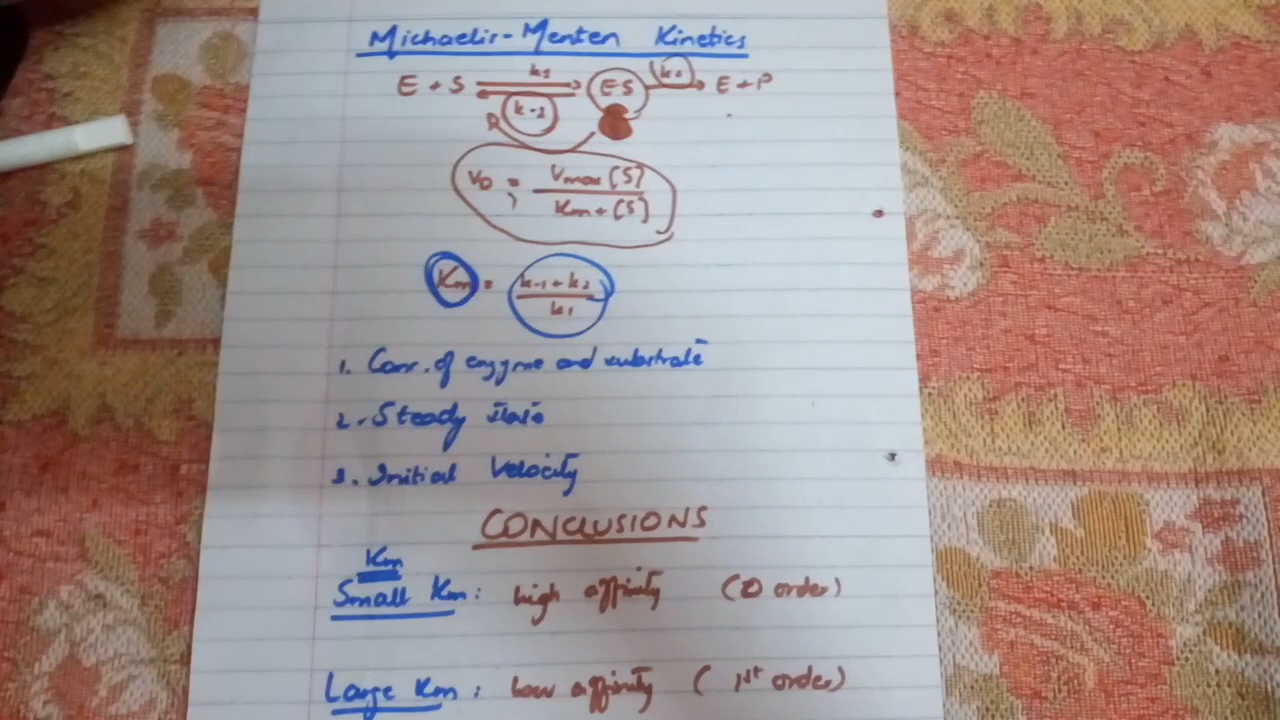 Michaelis-Menten Kinetics
E + S k1 k-1 ES k2 E + P
V0 = Vmax [S] / Km + [S]
Km = k-1 + k2 / k1
1. Conc. of enzyme and substrate
2. Steady state
3. Initial Velocity
CONCLUSIONS
Km
Small Km: high affinity (0 order)
Large Km: low affinity (1st order)